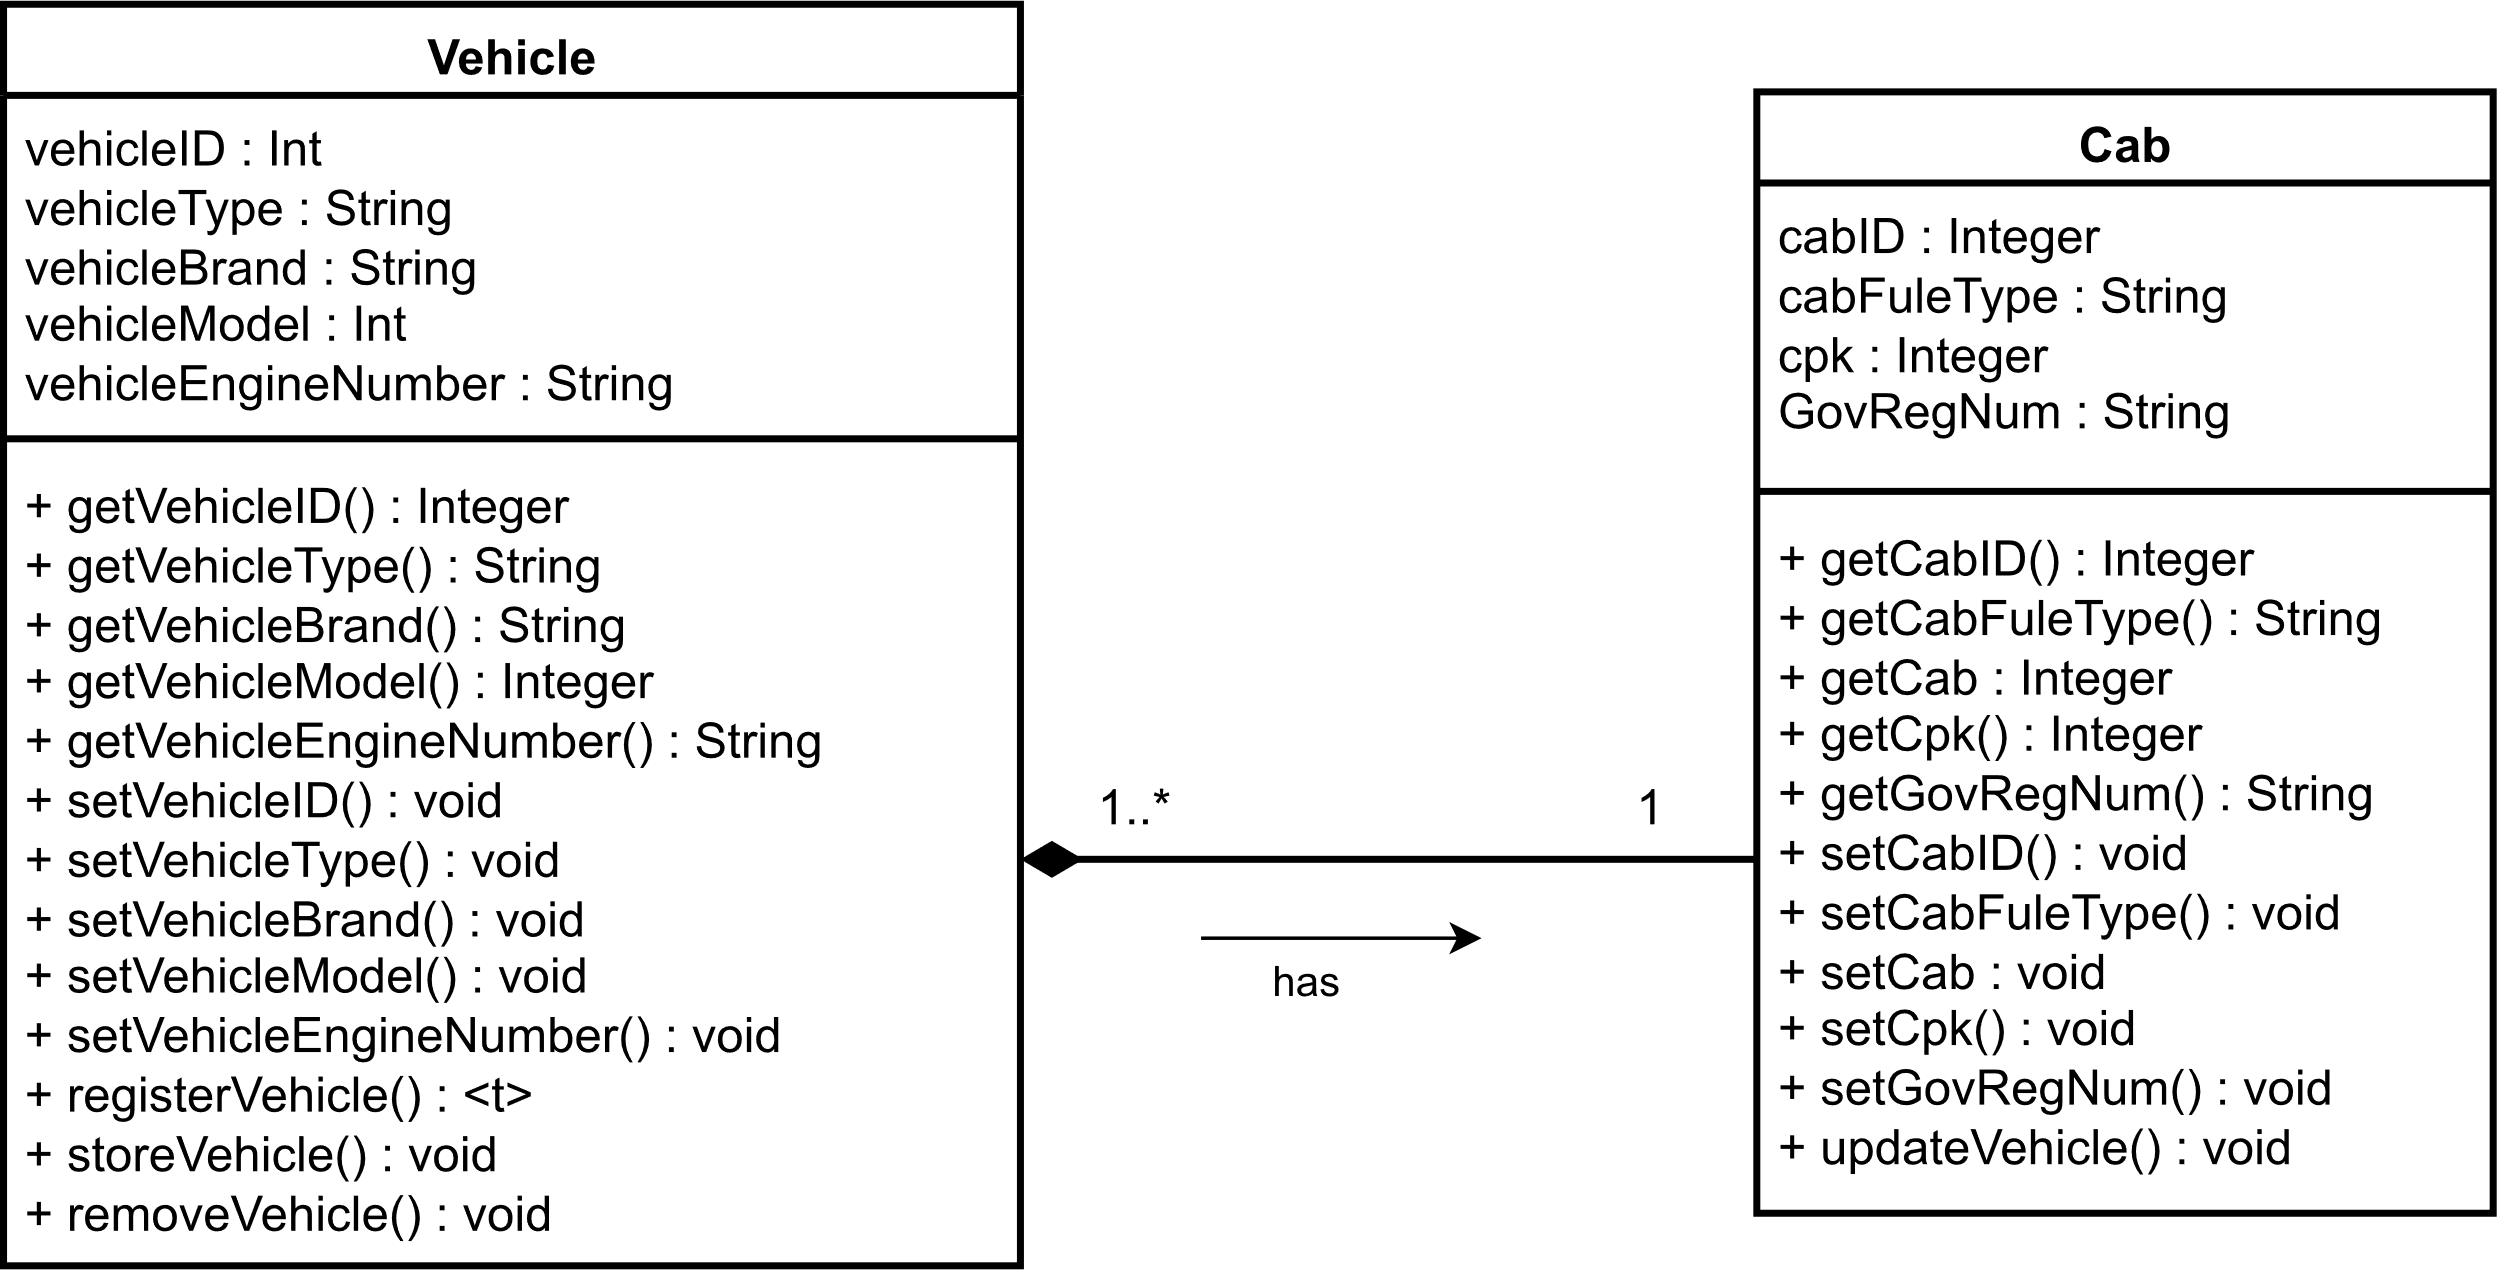 Vehicle
vehicleID : Int
vehicleType : String
vehicleBrand : String
vehicleModel : Int
vehicleEngineNumber : String
+ getVehicleID() : Integer
+ getVehicleType() : String
+ getVehicleBrand() : String
+ getVehicleModel() : Integer
+ getVehicleEngineNumber() : String
+ setVehicleID() : void
+ setVehicleType() : void
+ setVehicleBrand() : void
+ setVehicleModel() : void
+ setVehicleEngineNumber() : void
+ registerVehicle() : <t>
+ storeVehicle() : void
+ removeVehicle() : void
1..*
1
has
Cab
cabID : Integer
cabFuleType : String
cpk : Integer
GovRegNum : String
+ getCabID() : Integer
+ getCabFuleType() : String
+ getCab : Integer
+ getCpk() : Integer
+ getGovRegNum() : String
+ setCabID() : void
+ setCabFuleType() : void
+ setCab : void
+ setCpk() : void
+ setGovRegNum() : void
+ updateVehicle() : void